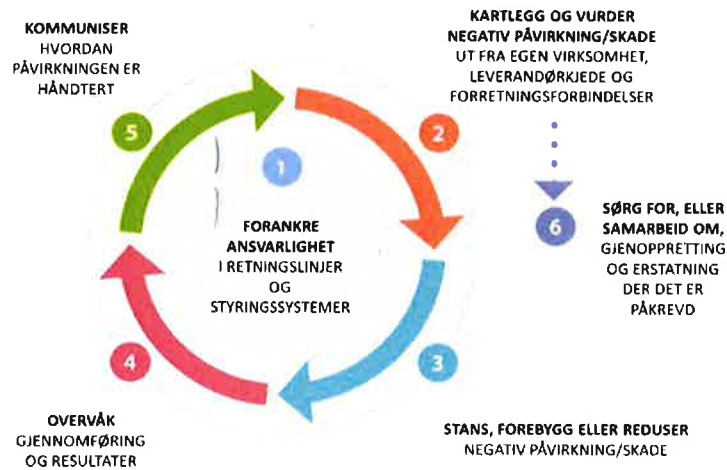 KOMMUNISER
HVORDAN
PÅVIRKNINGEN ER
HÅNDTERT
5
KARTLEGG OG VURDER
NEGATIV PÅVIRKNING/SKADE
UT FRA EGEN VIRKSOMHET,
LEVERANDØRKJEDE OG
FORRETNINGSFORBINDELSER
2
1
FORANKRE
ANSVARLIGHET
I RETNINGSLINJER
OG
STYRINGSSYSTEMER
6
SØRG FOR, ELLER
SAMARBEID OM,
GJENOPPRETTING
OG ERSTATNING
DER DET ER
PÅKREVD
4
3
OVERVÅK
GJENNOMFØRING
OG RESULTATER
STANS, FOREBYGG ELLER REDUSER
NEGATIV PÅVIRKNING/SKADE